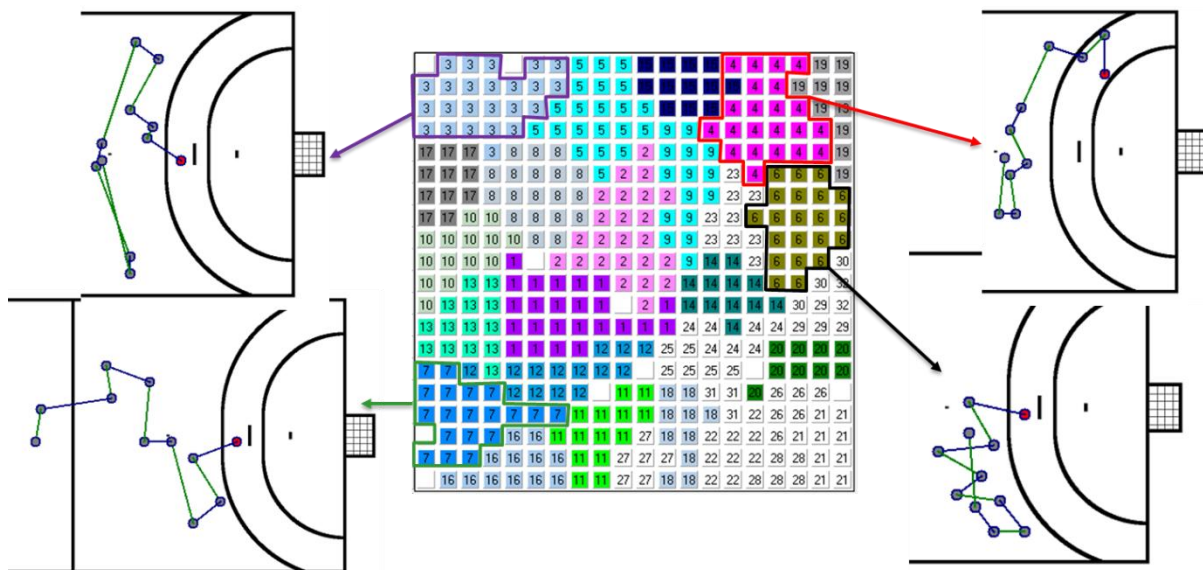 3 3 3 3 3 5 5 5 4 4 4 4 19 19
3 3 3 3 3 3 3 5 5 5 4 4 19 19 19
3 3 3 3 3 3 5 5 5 5 5 4 4 4 4 19 19
3 3 3 3 3 5 5 5 5 5 5 9 9 4 4 4 4 4 4 19
17 17 17 3 8 8 8 5 5 5 2 9 9 9 4 4 4 4 4 19
17 17 17 8 8 8 8 8 5 2 2 9 9 9 23 4 6 6 6 19
17 17 17 8 8 8 8 8 2 2 2 9 9 9 23 23 6 6 6 6
17 17 10 10 8 8 8 8 2 2 2 9 9 23 23 6 6 6 6 6
10 10 10 10 10 8 8 2 2 2 2 9 9 23 23 23 6 6 6 6
10 10 10 10 1 2 2 2 2 2 2 9 14 14 23 6 6 6 30
10 10 13 13 1 1 1 1 1 2 2 2 14 14 14 14 6 6 30 32
10 13 13 13 1 1 1 1 1 2 1 14 14 14 14 14 30 29 32
13 13 13 13 1 1 1 1 1 1 1 1 24 24 14 24 24 29 29 29
13 13 13 13 1 1 1 1 12 12 12 25 25 24 24 24 20 20 20 20
7 7 12 13 12 12 12 12 12 12 25 25 25 25 20 20 20 20
7 7 7 7 12 12 12 12 11 11 18 18 31 31 20 26 26
7 7 7 7 7 7 7 11 11 11 11 18 18 18 31 22 26 26 21 21
7 7 7 16 16 11 11 11 11 27 18 18 22 22 26 26 21 21
7 7 7 16 16 16 16 11 11 27 27 27 18 22 22 28 28 21 21
16 16 16 16 16 16 11 11 27 27 18 18 22 22 28 28 21 21